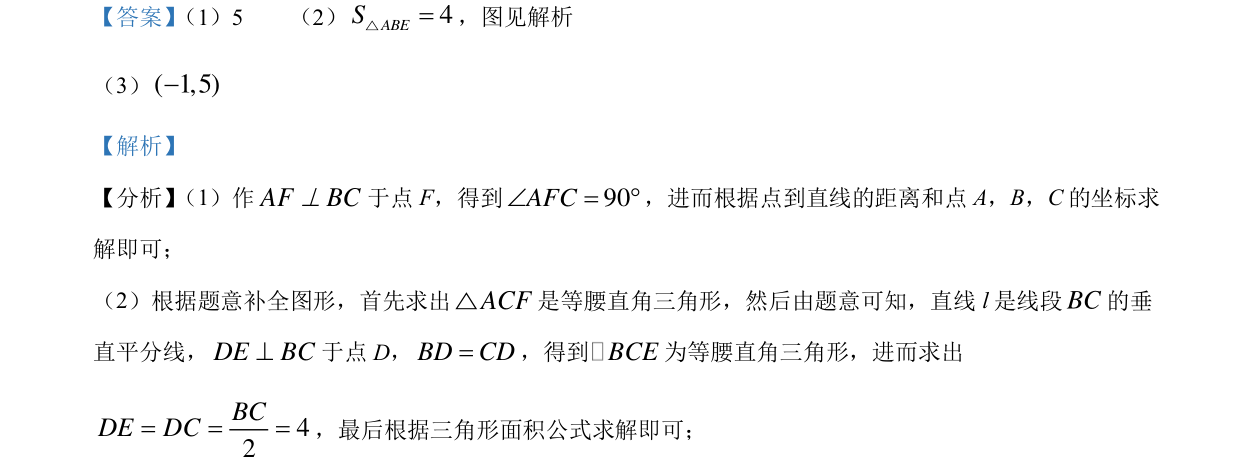 【答案】（1）5 （2）S△ABE = 4，图见解析
（3）(−1,5)
【解析】
【分析】（1）作 AF ⊥ BC 于点 F，得到∠AFC = 90°，进而根据点到直线的距离和点 A，B，C 的坐标求
解即可；
（2）根据题意补全图形，首先求出△ACF 是等腰直角三角形，然后由题意可知，直线 l 是线段 BC 的垂
直平分线，DE ⊥ BC 于点 D，BD = CD，得到□BCE 为等腰直角三角形，进而求出
DE = DC = BC/2 = 4，最后根据三角形面积公式求解即可；